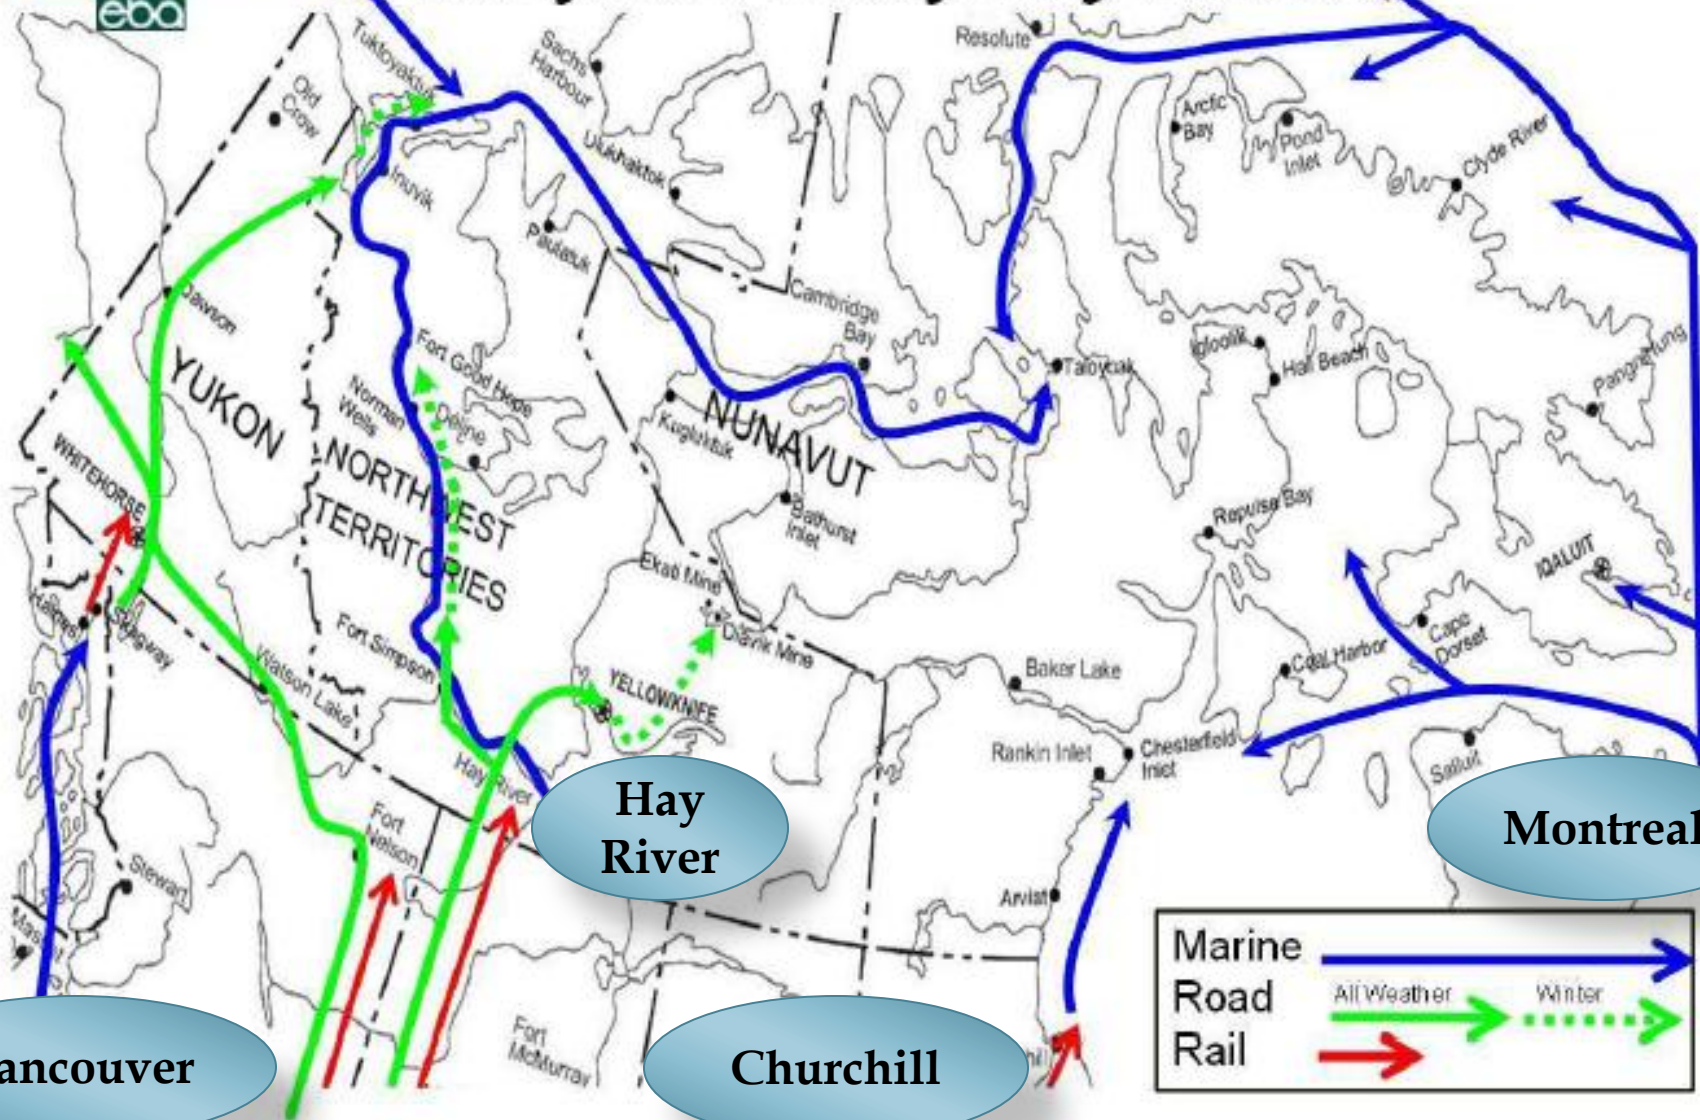 eba
Tuktoyaktuk
Sachs
Harbour
Resolute
Old
Crow
Arctic
Bay
Pond
Inlet
Clyde River
Ulukhaktok
Inuvik
Paulatuk
Dawson
Cambridge
Bay
Taloyoak
Igloolik
Hall Beach
Pangnirtung
YUKON
Fort Good Hope
Norman
Wells
Deline
NUNAVUT
Kugluktuk
WHITEHORSE
NORTHWEST
TERRITORIES
Bathurst
Inlet
Repulse Bay
IQALUIT
Ekati Mine
Diavik Mine
Haines
Skagway
Cape
Dorset
Coal Harbor
Fort Simpson
Watson Lake
YELLOWKNIFE
Baker Lake
Rankin Inlet
Chesterfield
Inlet
Salluit
Hay River
Hay
River
Montreal
Fort
Nelson
Stewart
Arviat
Mass
Marine
Road
All Weather
Winter
Rail
Fort
McMurray
ancouver
Churchill
hill